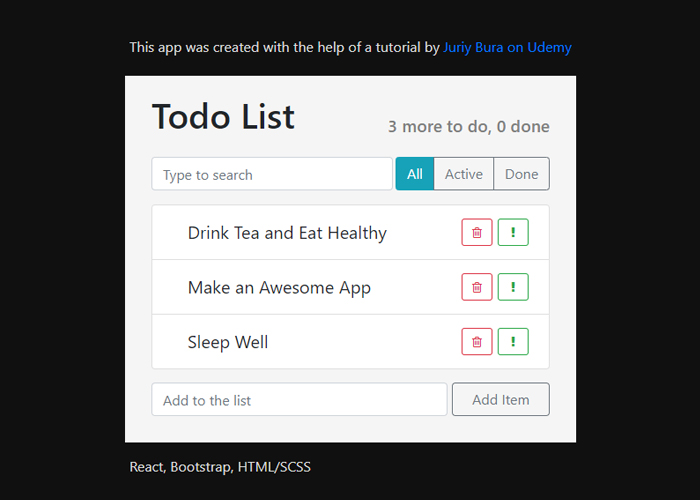 This app was created with the help of a tutorial by Juriy Bura on Udemy
Todo List
3 more to do, 0 done
Type to search
All
Active
Done
Drink Tea and Eat Healthy
!
Make an Awesome App
!
Sleep Well
!
Add to the list
Add Item
React, Bootstrap, HTML/SCSS